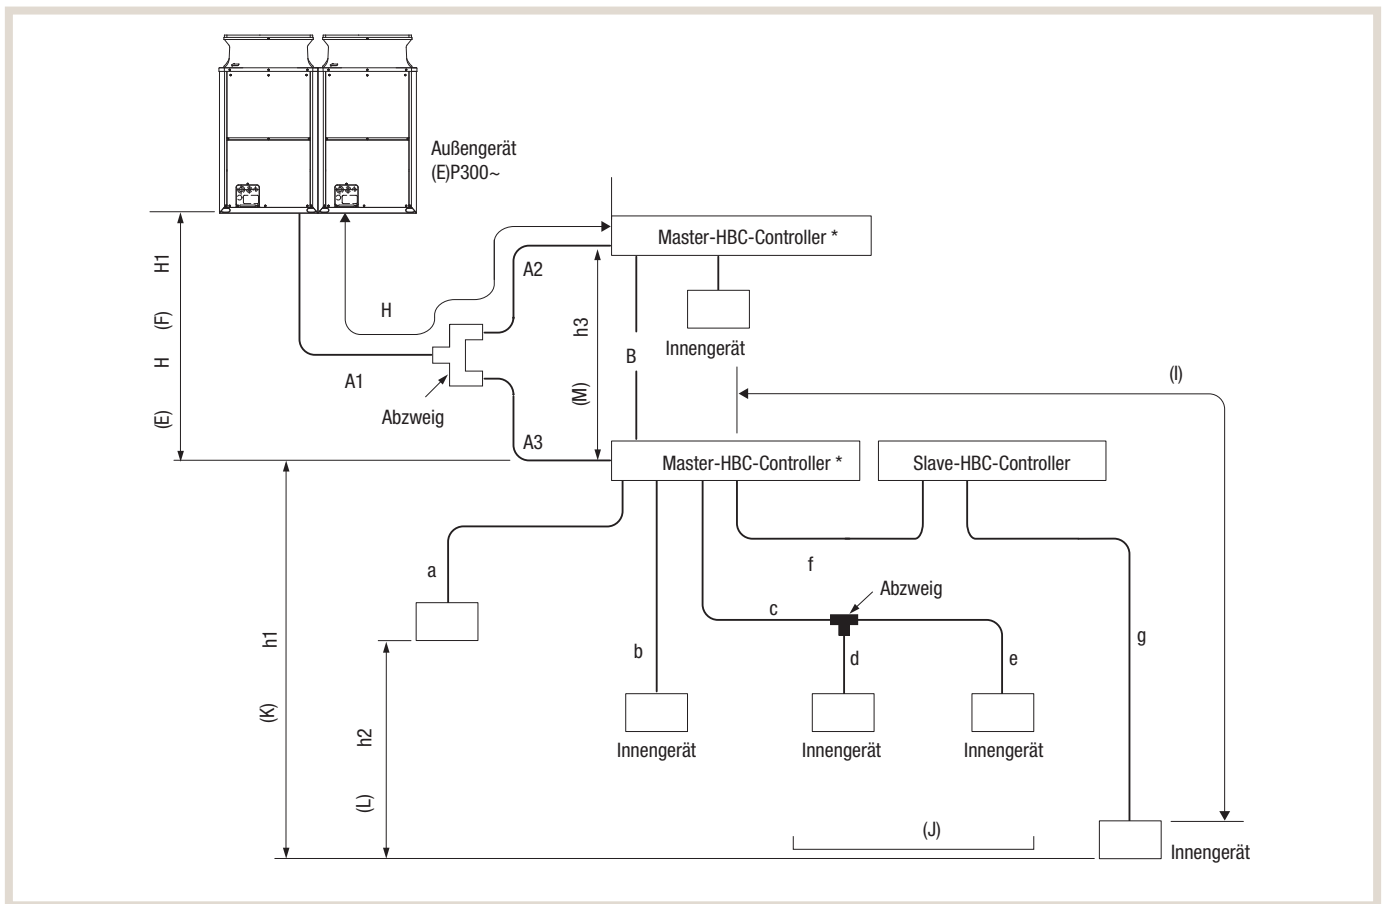 Außengerät
(E)P300~
H1
(F)
H
(E)
H
A2
A1
Abzweig
A3
Master-HBC-Controller *
h3
(M)
B
Innengerät
(I)
Master-HBC-Controller *
Slave-HBC-Controller
a
f
Abzweig
c
b
d
e
g
h1
(K)
h2
(L)
Innengerät
Innengerät
Innengerät
(J)
Innengerät